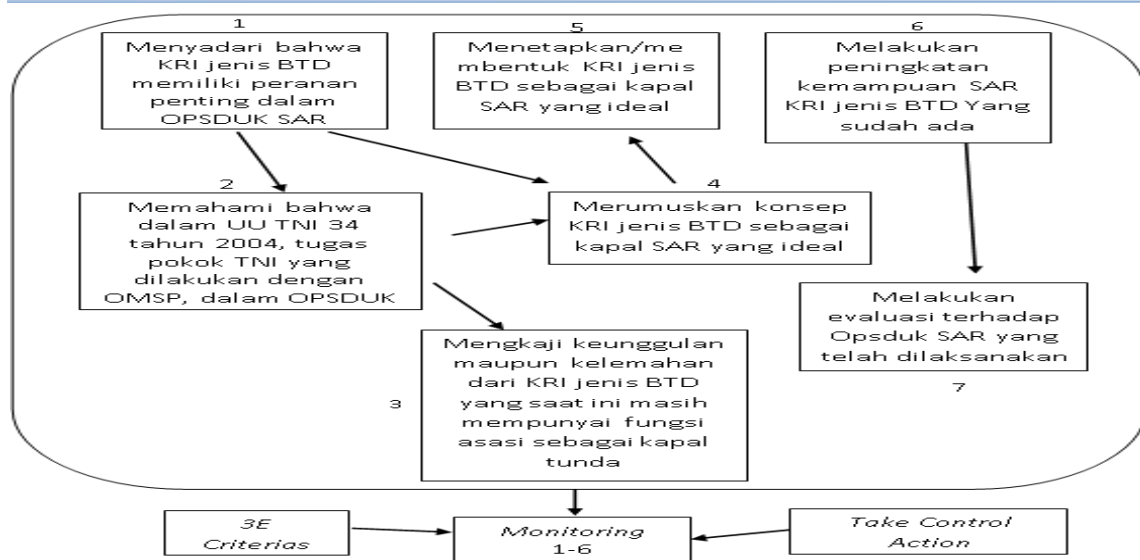 1
Menyadari bahwa
KRI jenis BTD
memiliki peranan
penting dalam
OPSDUK SAR
5
Menetapkan/me
mbentuk KRI jenis
BTD sebagai kapal
SAR yang ideal
6
Melakukan
peningkatan
kemampuan SAR
KRI jenis BTD Yang
sudah ada
2
Memahami bahwa
dalam UU TNI 34
tahun 2004, tugas
pokok TNI yang
dilakukan dengan
OMSP, dalam OPSDUK
4
Merumuskan konsep
KRI jenis BTD sebagai
kapal SAR yang ideal
Melakukan
evaluasi terhadap
Opsduk SAR yang
telah dilaksanakan
7
3
Mengkaji keunggulan
maupun kelemahan
dari KRI jenis BTD
yang saat ini masih
mempunyai fungsi
asasi sebagai kapal
tunda
3E
Criterias
Monitoring
1-6
Take Control
Action